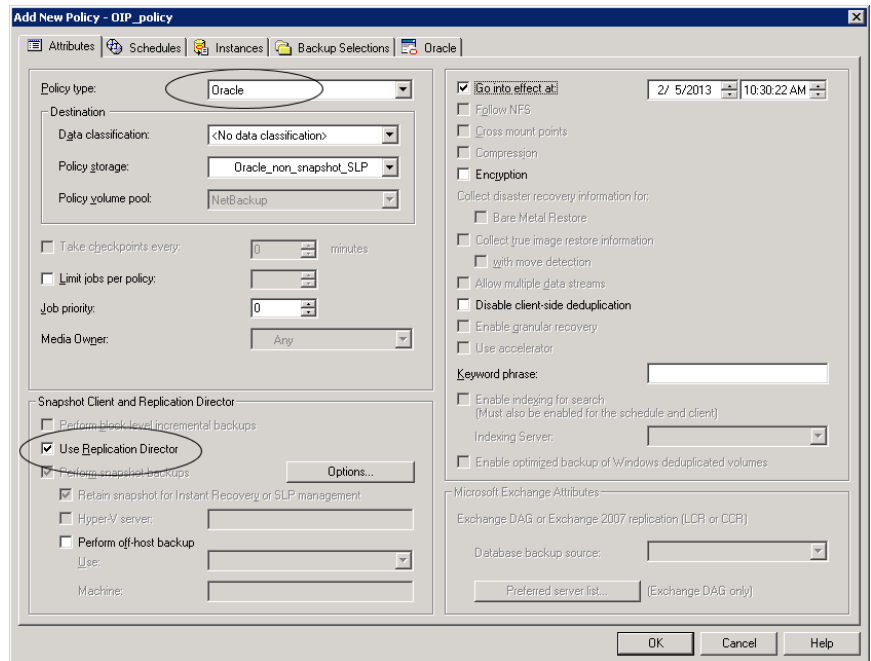 Add New Policy - OIP_policy
Attributes
Schedules
Instances
Backup Selections
Oracle
Policy type:
Oracle
Destination
Data classification:
<No data classification>
Policy storage:
Oracle_non_snapshot_SLP
Policy volume pool:
NetBackup
Take checkpoints every:
0
minutes
Limit jobs per policy:
Job priority:
0
Media Owner:
Any
Snapshot Client and Replication Director
Perform block level incremental backups
Use Replication Director
Perform snapshot backups
Options...
Retain snapshot for Instant Recovery or SLP management
Hyper-V server:
Perform off-host backup
Use:
Machine:
Go into effect at:
2/ 5/2013
10:30:22 AM
Follow NFS
Cross mount points
Compression
Encryption
Collect disaster recovery information for:
Bare Metal Restore
Collect true image restore information
with move detection
Allow multiple data streams
Disable client-side deduplication
Enable granular recovery
Use accelerator
Keyword phrase:
Enable indexing for search
(Must also be enabled for the schedule and client)
Indexing Server:
Enable optimized backup of Windows deduplicated volumes
Microsoft Exchange Attributes
Exchange DAG or Exchange 2007 replication (LCR or CCR)
Database backup source:
Preferred server list...
(Exchange DAG only)
OK
Cancel
Help